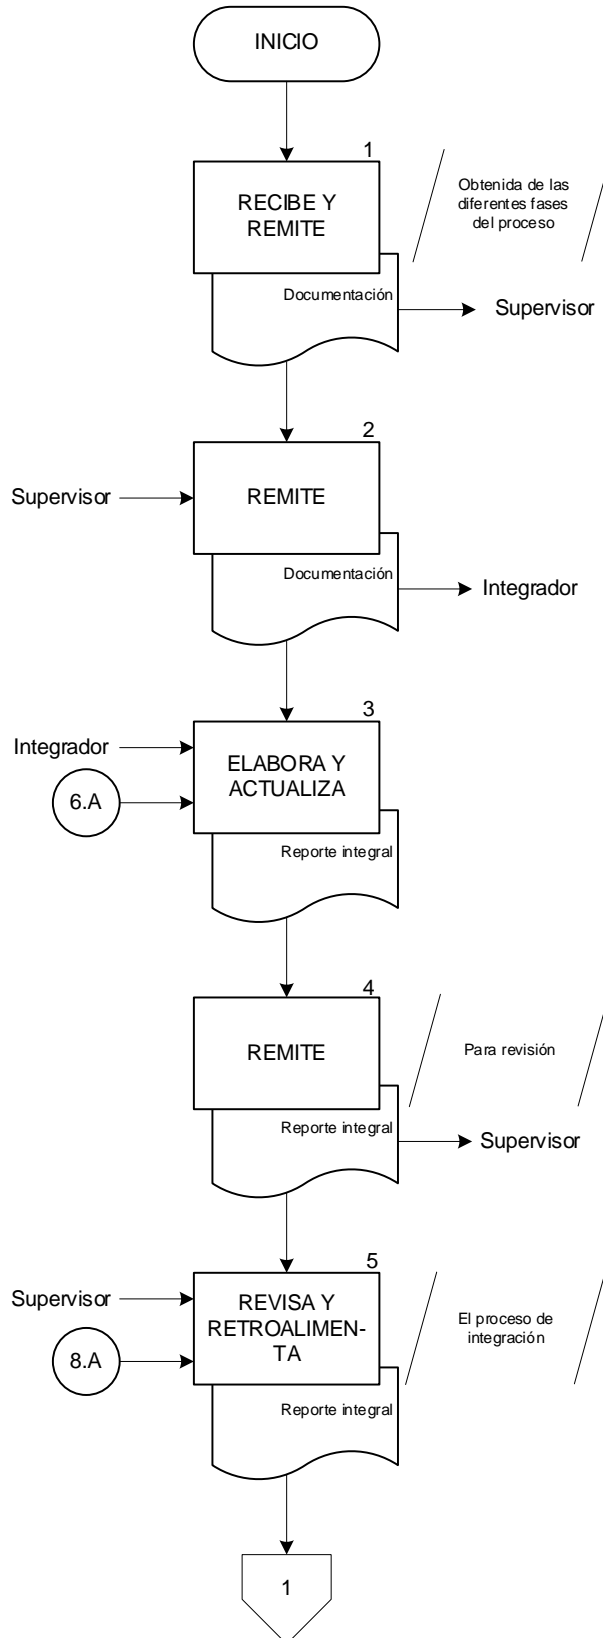 INICIO
1
RECIBE Y
REMITE
Obtenida de las
diferentes fases
del proceso
Documentación
Supervisor
2
Supervisor
REMITE
Documentación
Integrador
3
Integrador
ELABORA Y
ACTUALIZA
6.A
Reporte integral
4
REMITE
Para revisión
Reporte integral
Supervisor
5
Supervisor
REVISA Y
RETROALIMEN-
TA
El proceso de
integración
8.A
Reporte integral
1